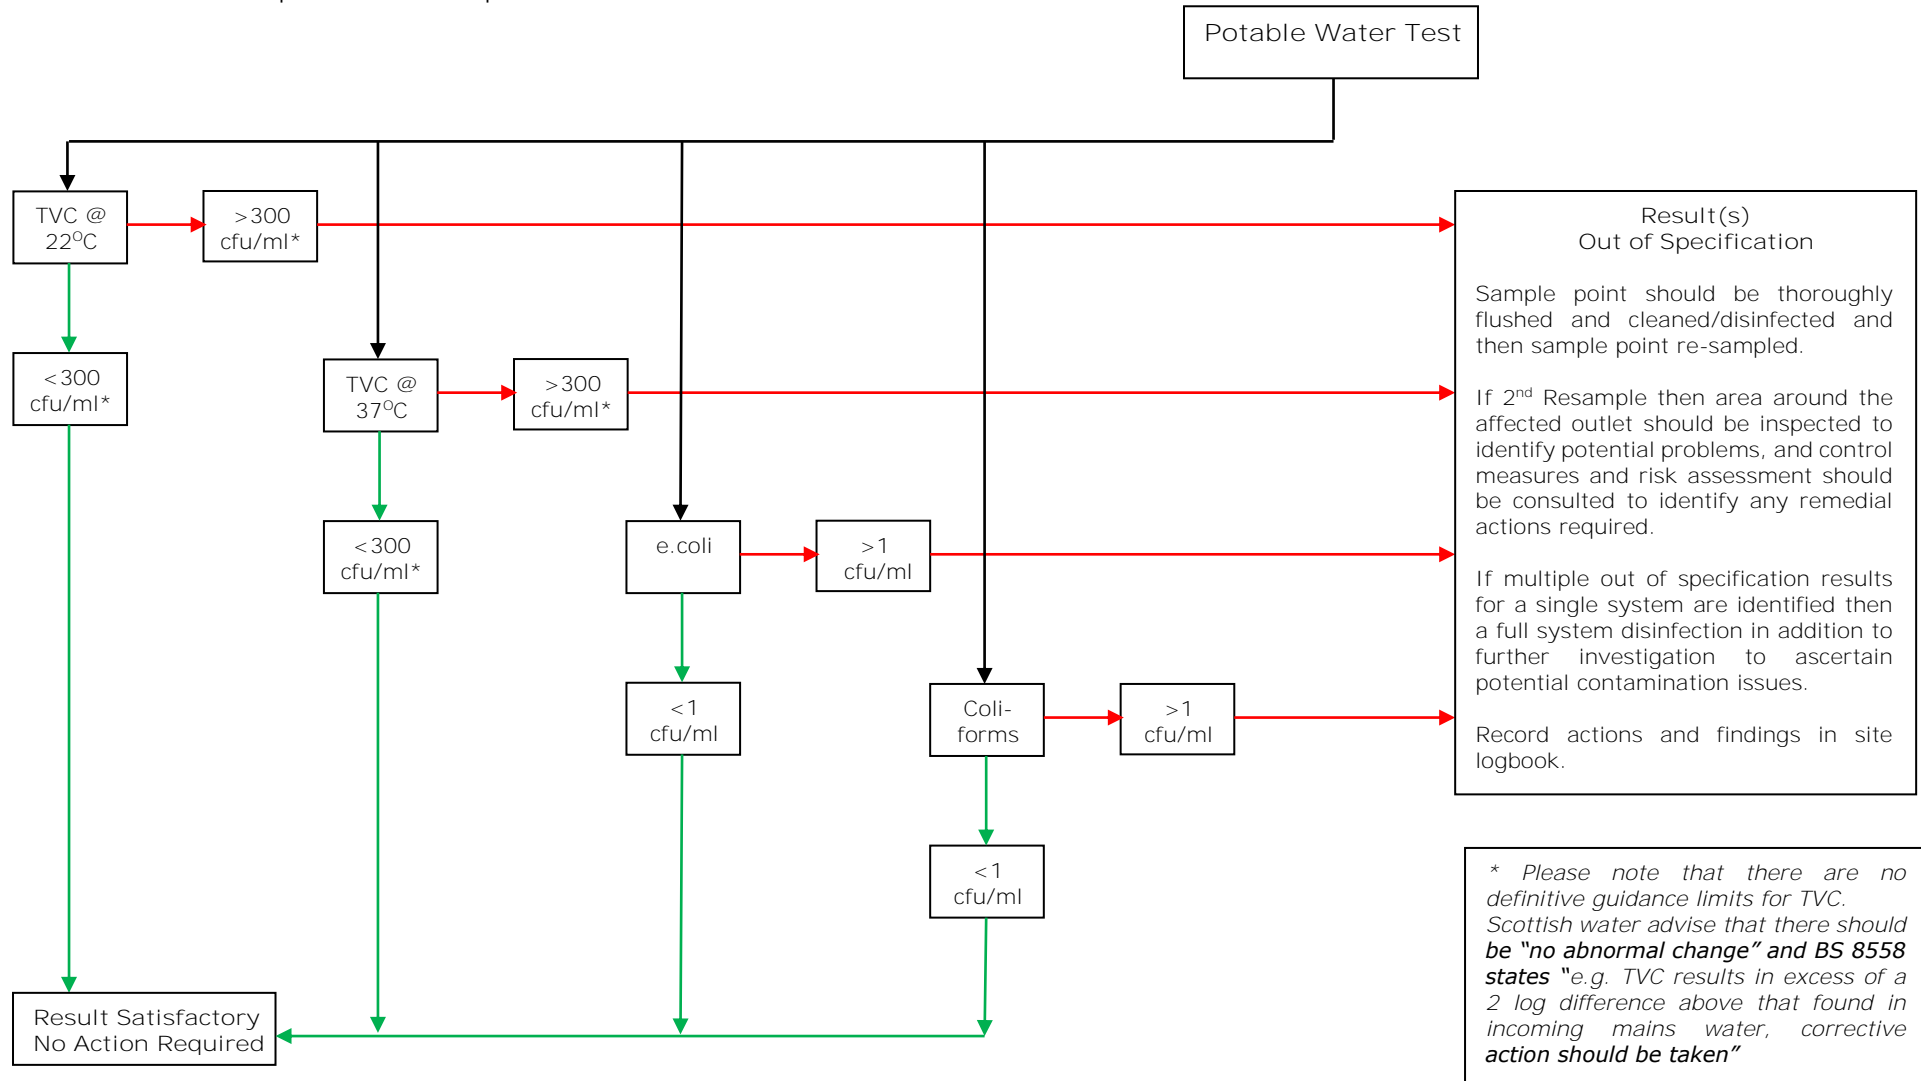 Potable Water Test
TVC @
22⁰C
>300
cfu/ml*
<300
cfu/ml*
TVC @
37⁰C
>300
cfu/ml*
<300
cfu/ml*
e.coli
>1
cfu/ml
<1
cfu/ml
Coli-
forms
>1
cfu/ml
<1
cfu/ml
Result Satisfactory
No Action Required
Result(s)
Out of Specification
Sample point should be thoroughly
flushed and cleaned/disinfected and
then sample point re-sampled.
If 2nd Resample then area around the
affected outlet should be inspected to
identify potential problems, and control
measures and risk assessment should
be consulted to identify any remedial
actions required.
If multiple out of specification results
for a single system are identified then
a full system disinfection in addition to
further investigation to ascertain
potential contamination issues.
Record actions and findings in site
logbook.
* Please note that there are no
definitive guidance limits for TVC.
Scottish water advise that there should
be “no abnormal change” and BS 8558
states “e.g. TVC results in excess of a
2 log difference above that found in
incoming mains water, corrective
action should be taken”